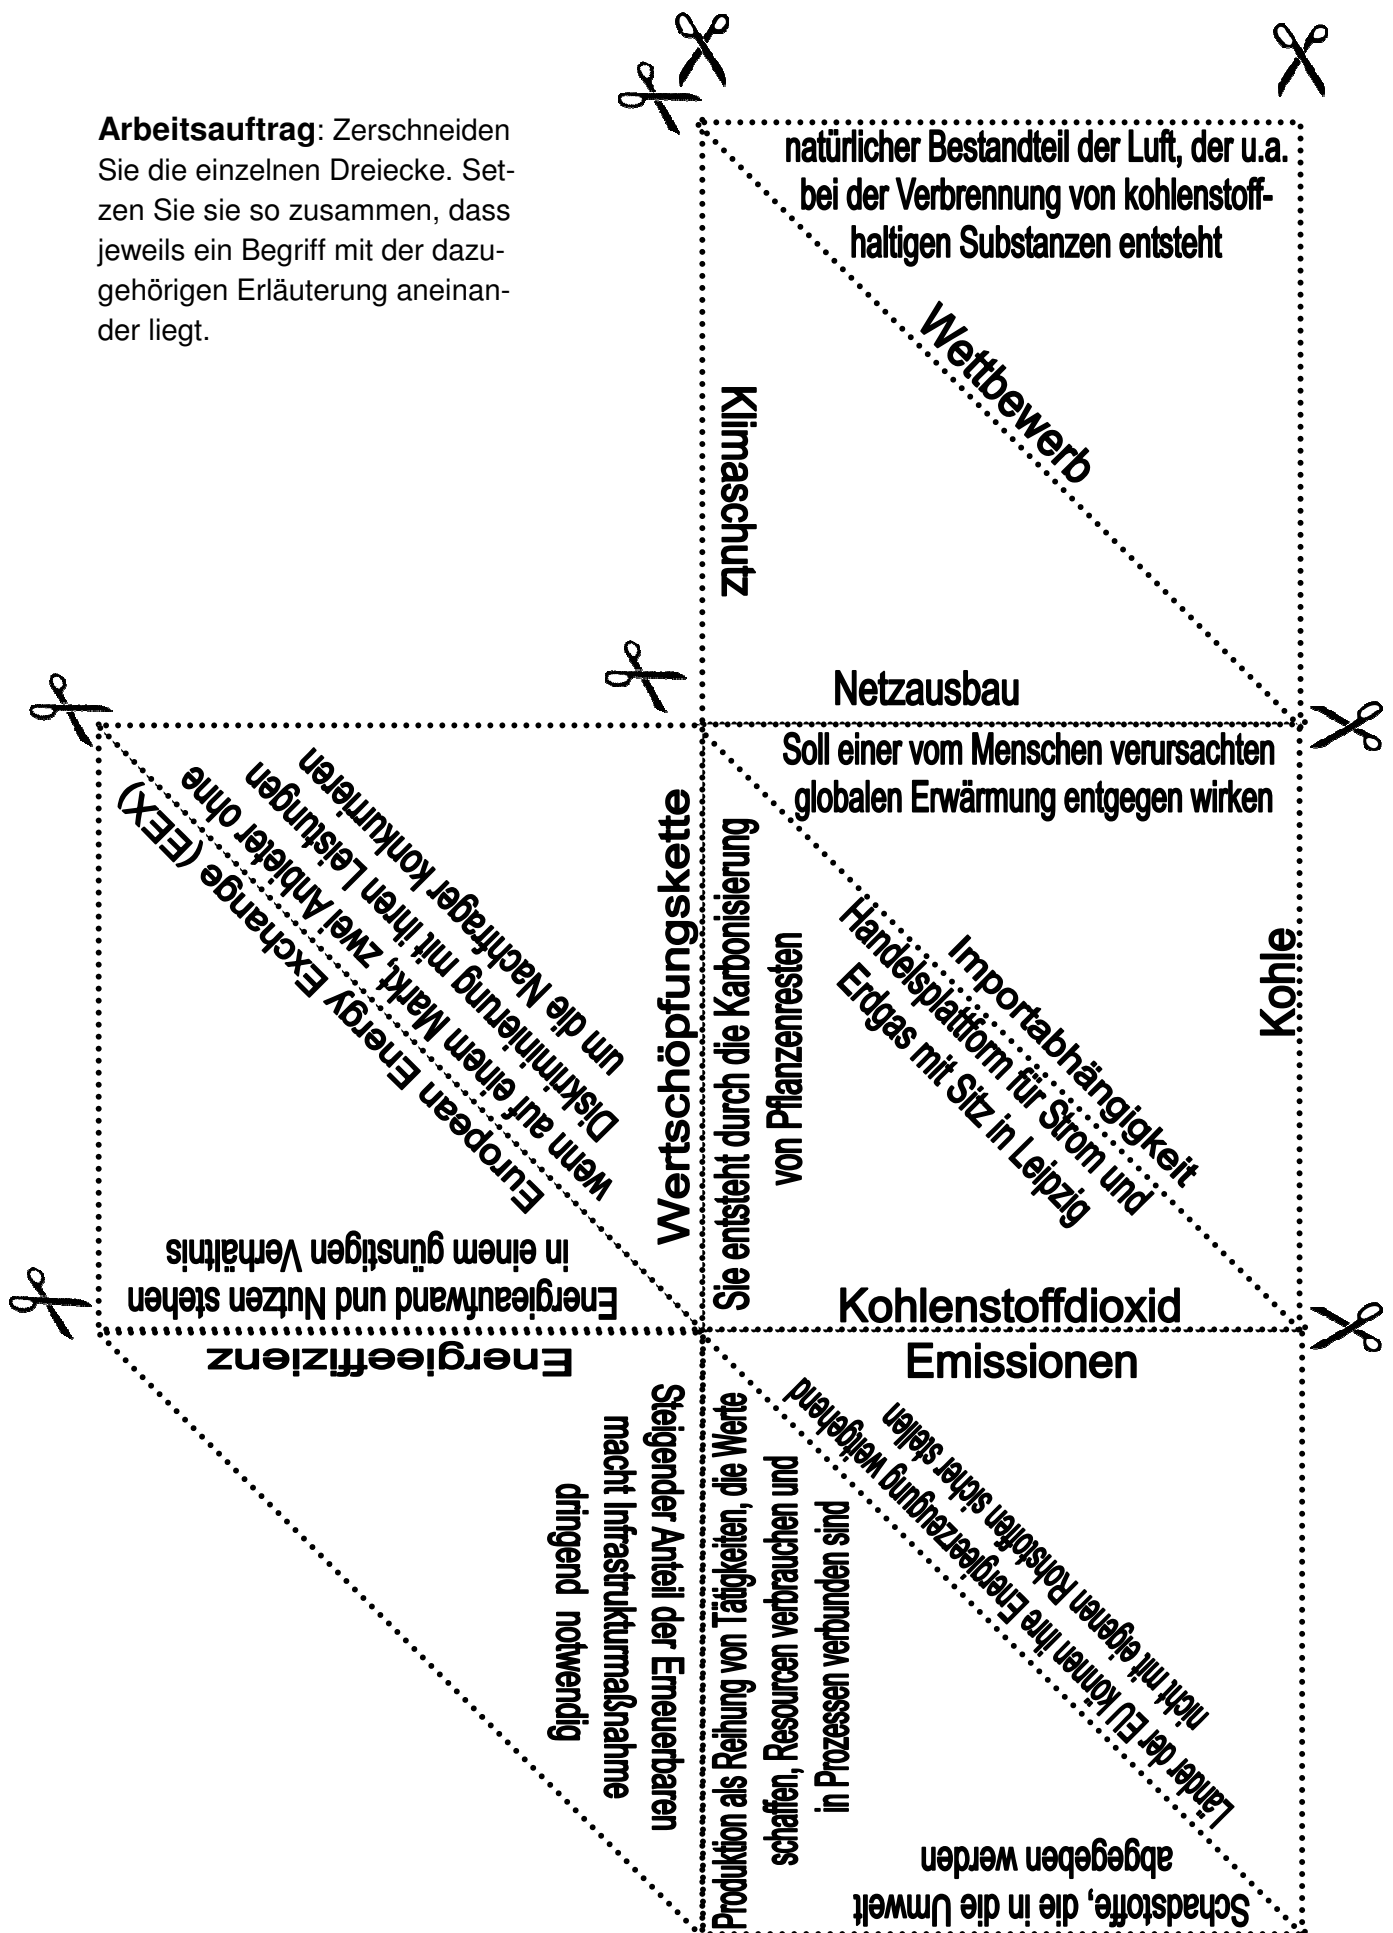 Arbeitsauftrag: Zerschneiden
Sie die einzelnen Dreiecke. Set-
zen Sie sie so zusammen, dass
jeweils ein Begriff mit der dazu-
gehörigen Erläuterung aneinan-
der liegt.
natürlicher Bestandteil der Luft, der u.a.
bei der Verbrennung von kohlenstoff-
haltigen Substanzen entsteht
Wettbewerb
Klimaschutz
Netzausbau
Soll einer vom Menschen verursachten
globalen Erwärmung entgegen wirken
wenn auf einem Markt, zwei Anbieter ohne
Diskriminierung mit ihren Leistungen
um die Nachfrager konkurrieren
European Energy Exchange (EEX)
Wertschöpfungskette
Sie entsteht durch die Karbonisierung
von Pflanzenresten
Importabhängigkeit
Handelsplattform für Strom und
Erdgas mit Sitz in Leipzig
Kohle
Energieaufwand und Nutzen stehen
in einem günstigen Verhältnis
Kohlenstoffdioxid
Energieeffizienz
Emissionen
Steigender Anteil der Erneuerbaren
macht Infrastrukturmaßnahme
dringend notwendig
Produktion als Reihung von Tätigkeiten, die Werte
schaffen, Resourcen verbrauchen und
in Prozessen verbunden sind
Länder der EU können ihre Energieerzeugung weitgehend
nicht mit eigenen Rohstoffen sicher stellen
Schadstoffe, die in die Umwelt
abgegeben werden